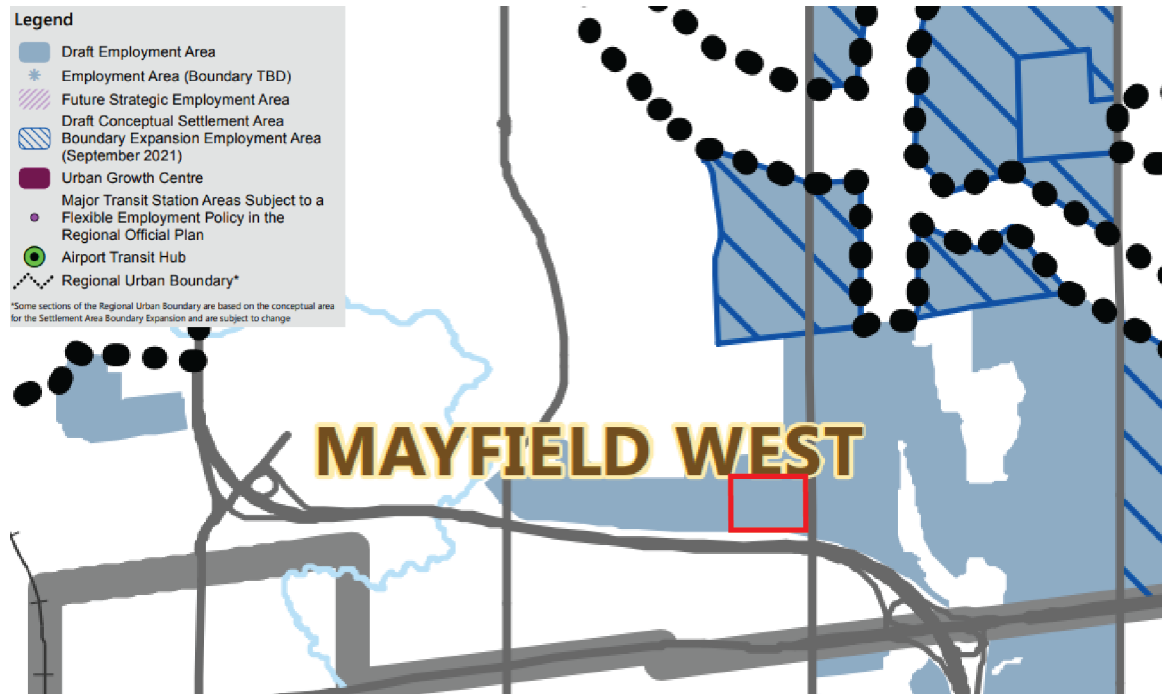 Legend
Draft Employment Area
Employment Area (Boundary TBD)
Future Strategic Employment Area
Draft Conceptual Settlement Area
Boundary Expansion Employment Area
(September 2021)
Urban Growth Centre
Major Transit Station Areas Subject to a
Flexible Employment Policy in the
Regional Official Plan
Airport Transit Hub
Regional Urban Boundary*
*Some sections of the Regional Urban Boundary are based on the conceptual area
for the Settlement Area Boundary Expansion and are subject to change
MAYFIELD WEST